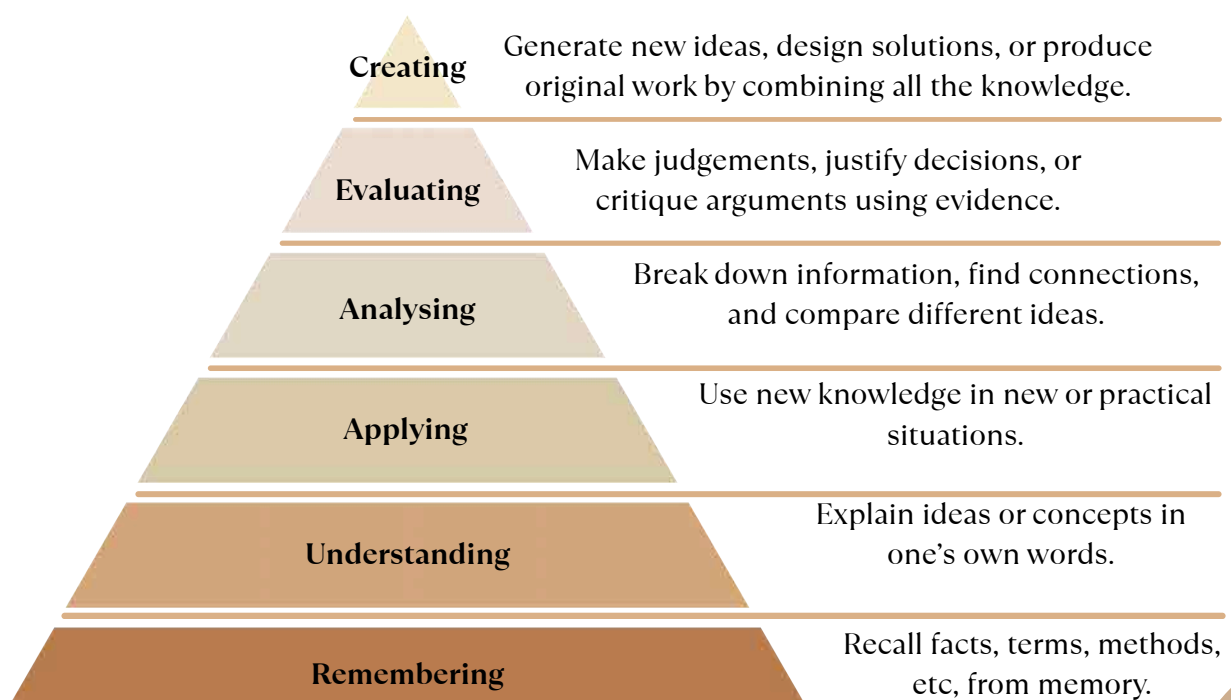 Creating
Generate new ideas, design solutions, or produce
original work by combining all the knowledge.
Evaluating
Make judgements, justify decisions, or
critique arguments using evidence.
Analysing
Break down information, find connections,
and compare different ideas.
Applying
Use new knowledge in new or practical
situations.
Understanding
Explain ideas or concepts in
one’s own words.
Remembering
Recall facts, terms, methods,
etc, from memory.